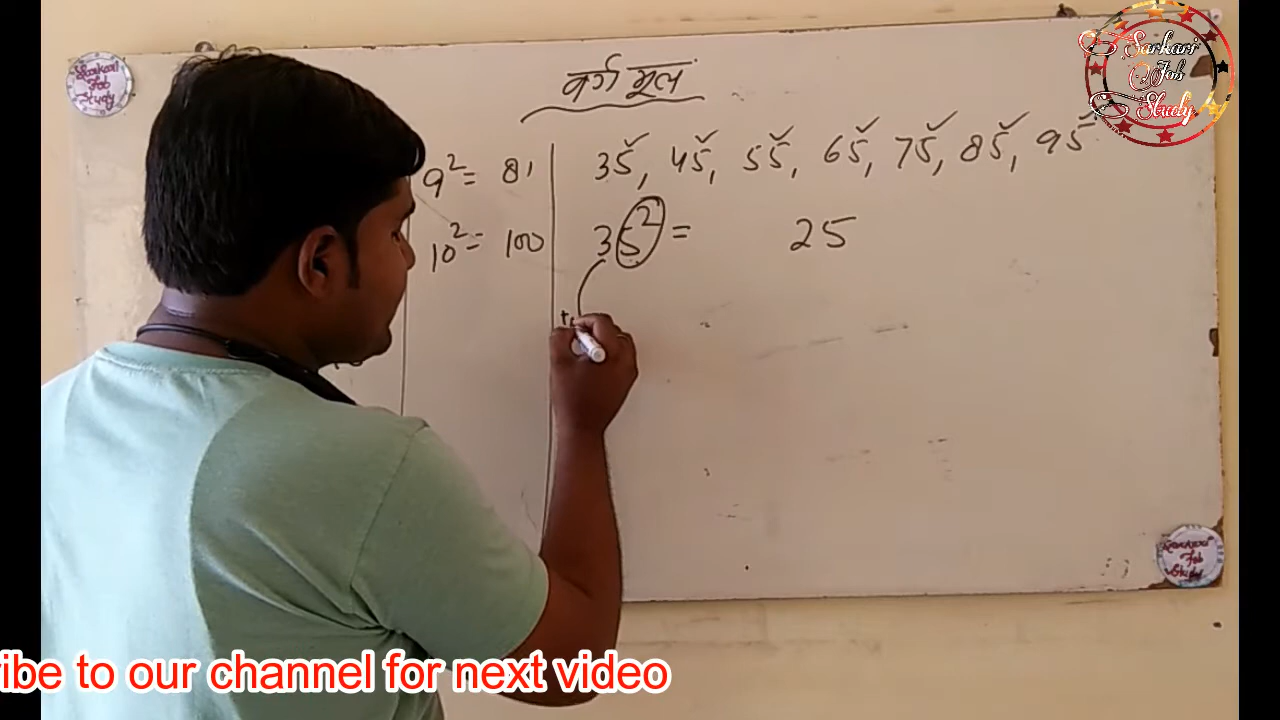 Sarkari
Job
Study
वर्ग मूल
9²= 81
35, 45, 55, 65, 75, 85, 95
10²= 100
35²= 25
ribe to our channel for next video